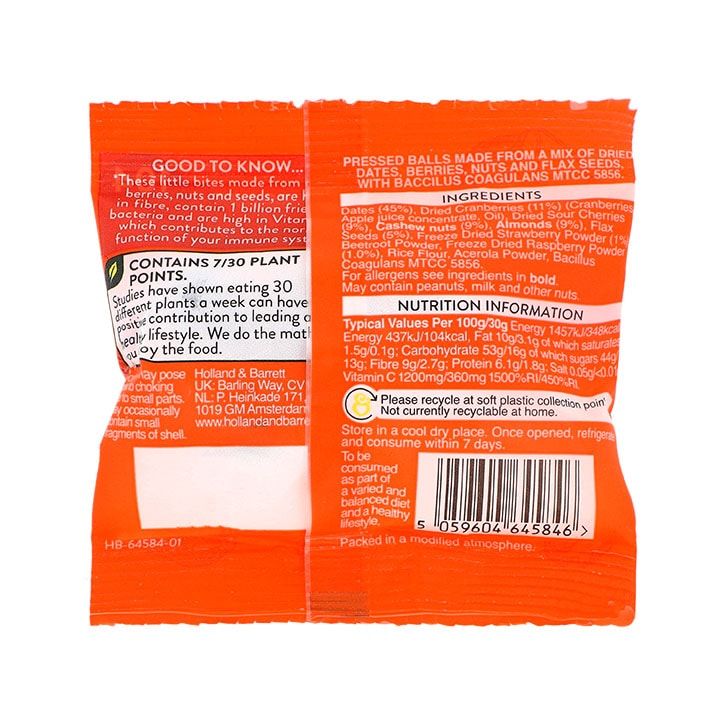 GOOD TO KNOW...
*These little bites made from
berries, nuts and seeds, are
in fibre, contain 1 billion frie
bacteria and are high in Vitar
which contributes to the nor
function of your immune syst
CONTAINS 7/30 PLANT
POINTS.
Studies have shown eating 30
different plants a week can have
positive contribution to leading a
lifestyle. We do the mat
by the food.
may pose
choking
to small parts.
occasionally
small
fragments of shell.
Holland & Barrett
UK: Barling Way, CV
NL: P. Heinkade 171,
1019 GM Amsterdam
www.hollandandbarre
HB-64584-01
PRESSED BALLS MADE FROM A MIX OF DRIED
DATES, BERRIES, NUTS AND FLAX SEEDS,
WITH BACCILUS COAGULANS MTCC 5856.
INGREDIENTS
Dates (45%), Dried Cranberries (11%) (Cranberries
Apple juice concentrate, Oil), Dried Sour Cherries
(9%), Cashew nuts (9%), Almonds (9%), Flax
Seeds (5%), Freeze Dried Strawberry Powder (1%
Beetroot Powder, Freeze Dried Raspberry Powder
(1.0%), Rice Flour, Acerola Powder, Bacillus
Coagulans MTCC 5856.
For allergens see ingredients in bold.
May contain peanuts, milk and other nuts.
NUTRITION INFORMATION
Typical Values Per 100g/30g Energy 1457kJ/348kcal
Energy 437kJ/104kcal, Fat 10g/3.1g of which saturates
1.5g/0.1g; Carbohydrate 53g/16g of which sugars 44g
13g; Fibre 9g/2.7g; Protein 6.1g/1.8g; Salt 0.05g/<0.01
Vitamin C 1200mg/360mg 1500%RI/450%RI.
Please recycle at soft plastic collection point
Not currently recyclable at home.
Store in a cool dry place. Once opened, refrigerate
and consume within 7 days.
To be
consumed
as part of
a varied and
balanced diet
and a healthy
lifestyle.
5 059604 645846 >
Packed in a modified atmosphere.